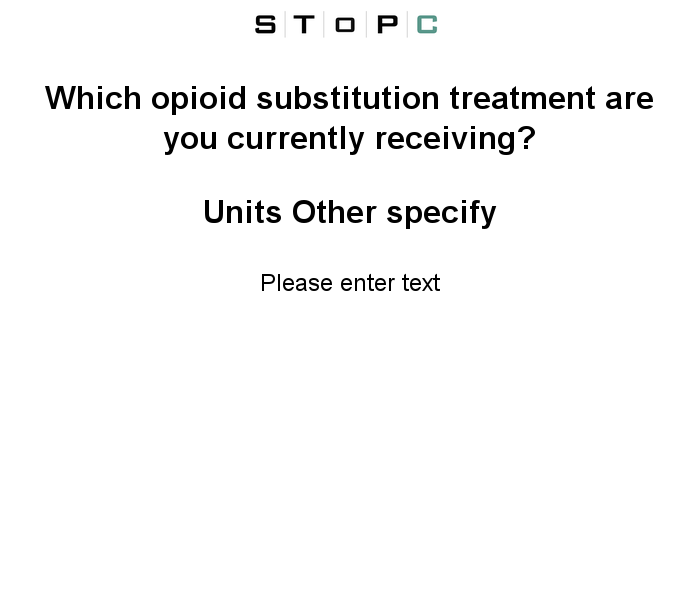 S T O P C
Which opioid substitution treatment are
you currently receiving?
Units Other specify
Please enter text